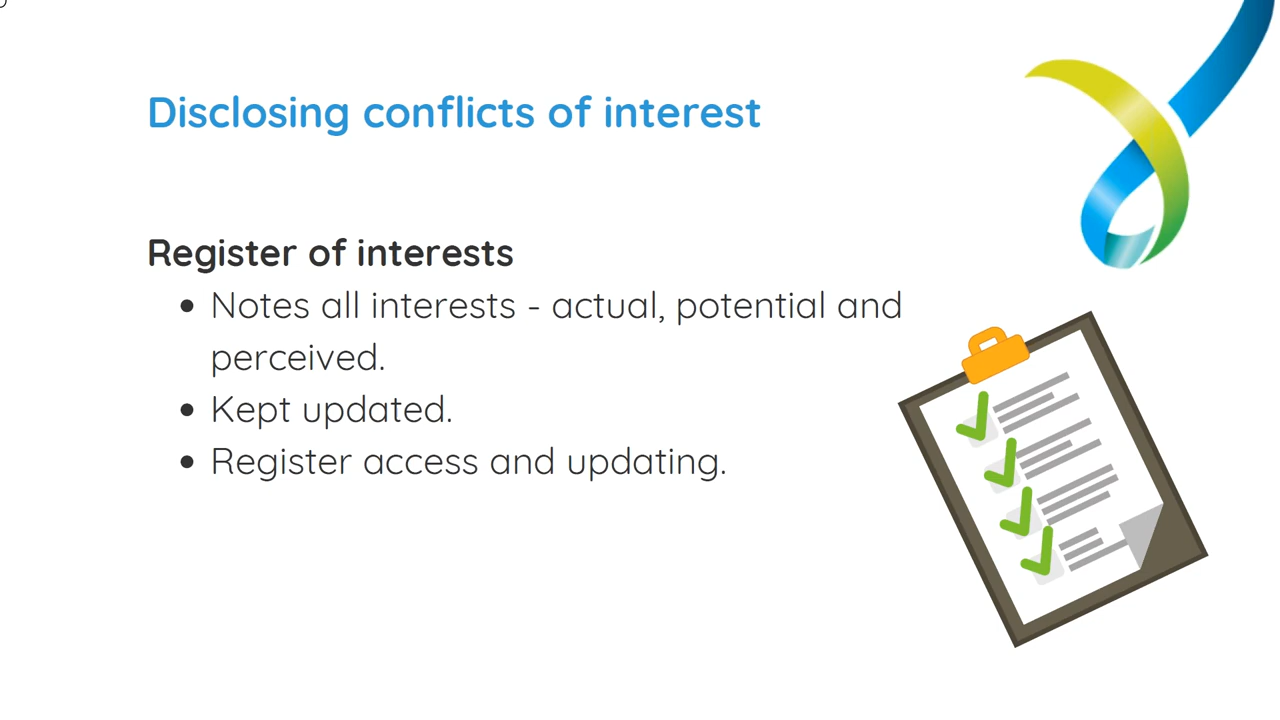 Disclosing conflicts of interest
Register of interests
• Notes all interests - actual, potential and
perceived.
• Kept updated.
• Register access and updating.